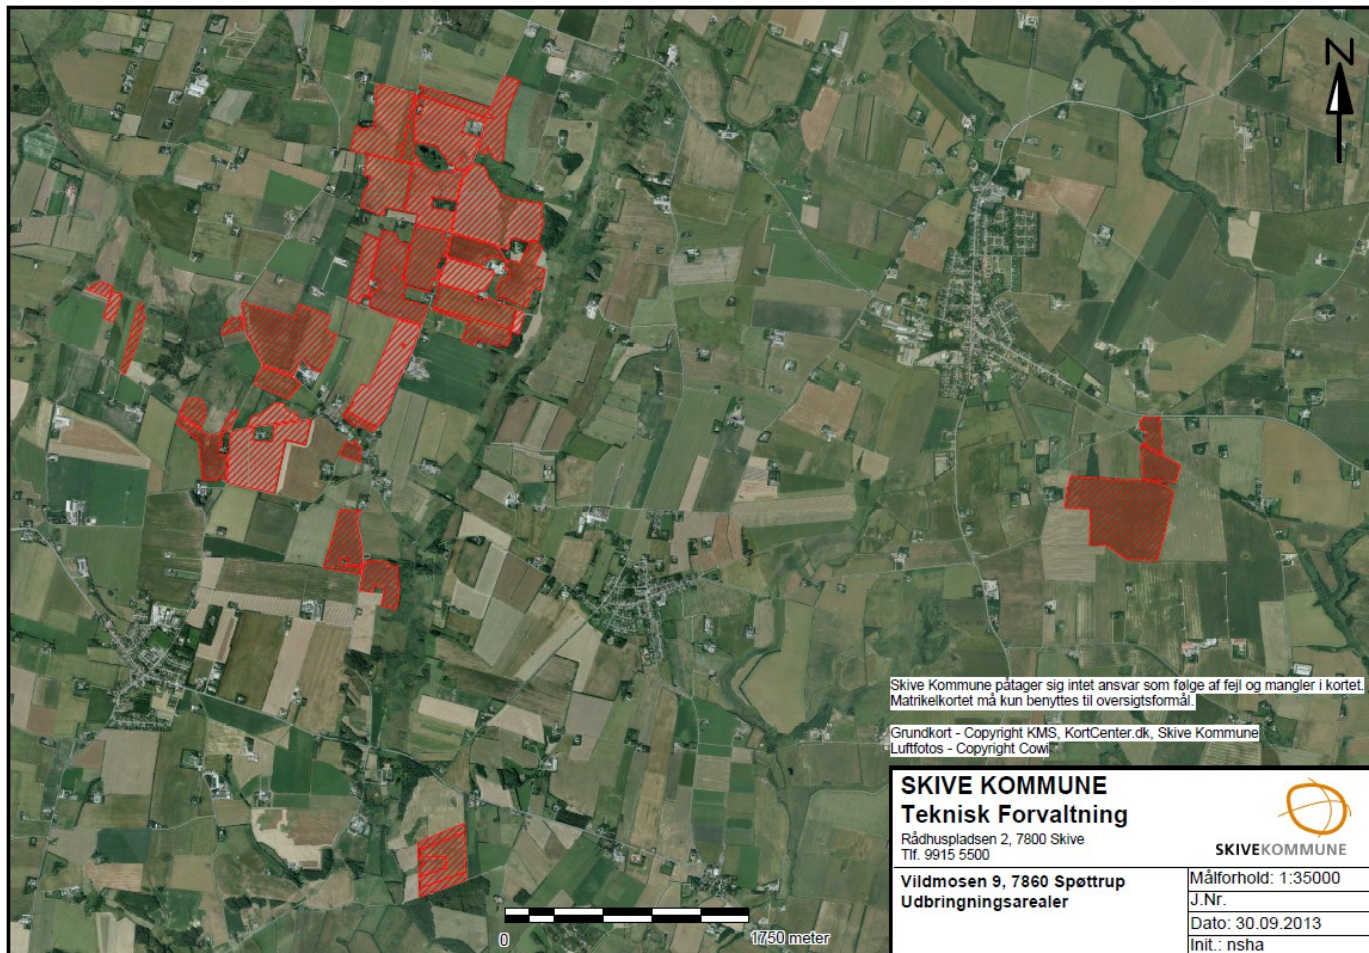 N
Skive Kommune påtager sig intet ansvar som følge af fejl og mangler i kortet.
Matrikelkortet må kun benyttes til oversigtsformål.
Grundkort - Copyright KMS, KortCenter.dk, Skive Kommune
Luftfotos - Copyright Cowi
SKIVE KOMMUNE
Teknisk Forvaltning
Rådhuspladsen 2, 7800 Skive
Tlf. 9915 5500
SKIVEKOMMUNE
Vildmosen 9, 7860 Spøttrup
Udbringningsarealer
Målforhold: 1:35000
J.Nr.
Dato: 30.09.2013
Init.: nsha
0
1750 meter